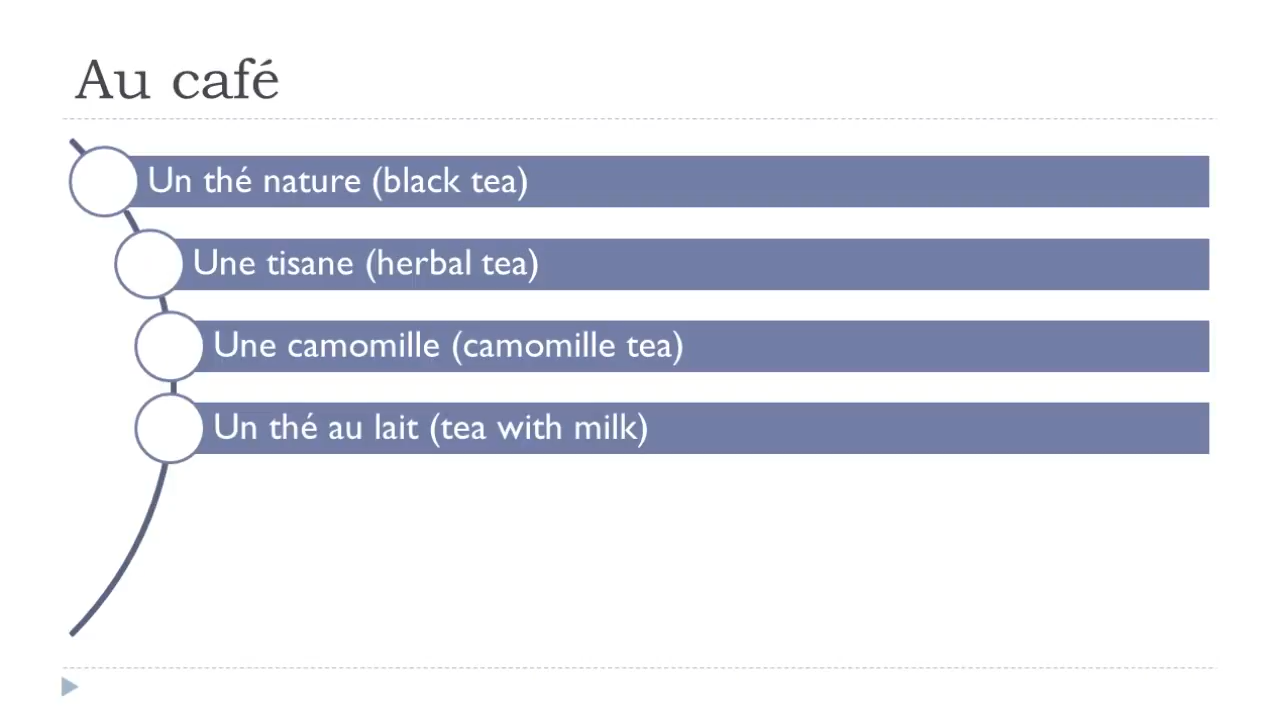 Au café
Un thé nature (black tea)
Une tisane (herbal tea)
Une camomille (camomille tea)
Un thé au lait (tea with milk)